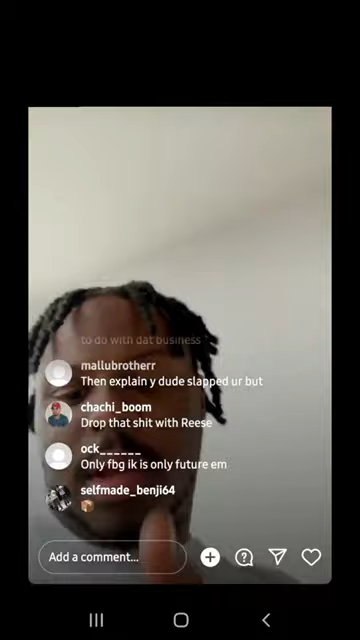 to do with dat business
mallubrotherr
Then explain y dude slapped ur but
chachi_boom
Drop that shit with Reese
ock______
Only fbg ik is only future em
selfmade_benji64
Add a comment...